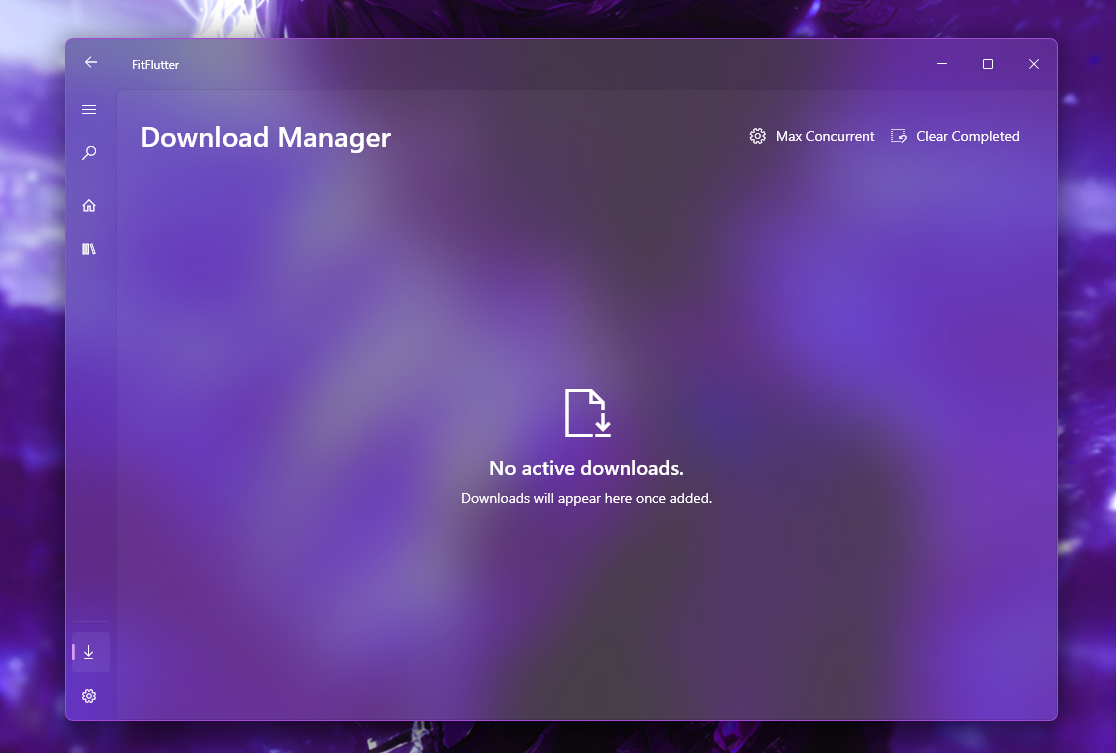 FitFlutter
Download Manager
Max Concurrent
Clear Completed
No active downloads.
Downloads will appear here once added.